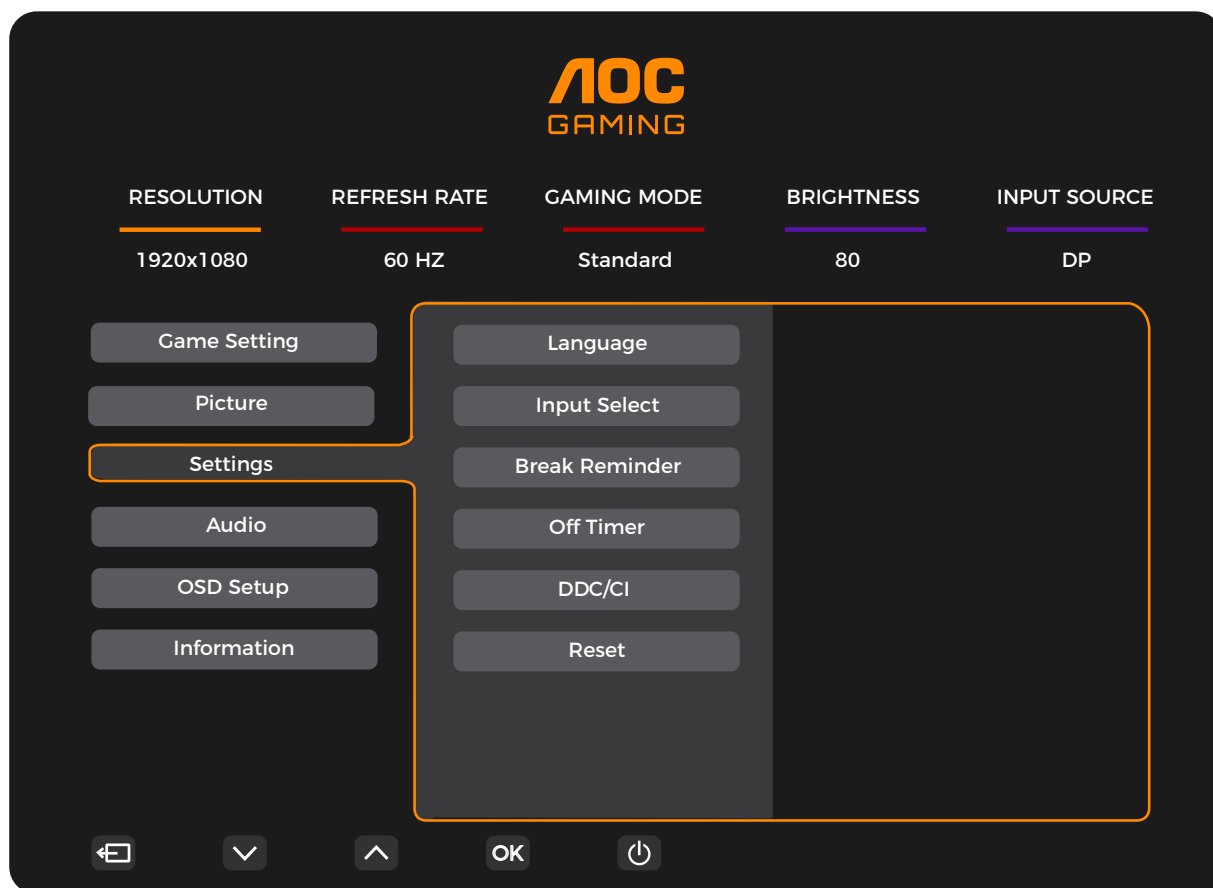 AOC
GAMING
RESOLUTION REFRESH RATE GAMING MODE BRIGHTNESS INPUT SOURCE
1920x1080 60 HZ Standard 80 DP
Game Setting
Picture
Settings
Audio
OSD Setup
Information
Language
Input Select
Break Reminder
Off Timer
DDC/CI
Reset
OK